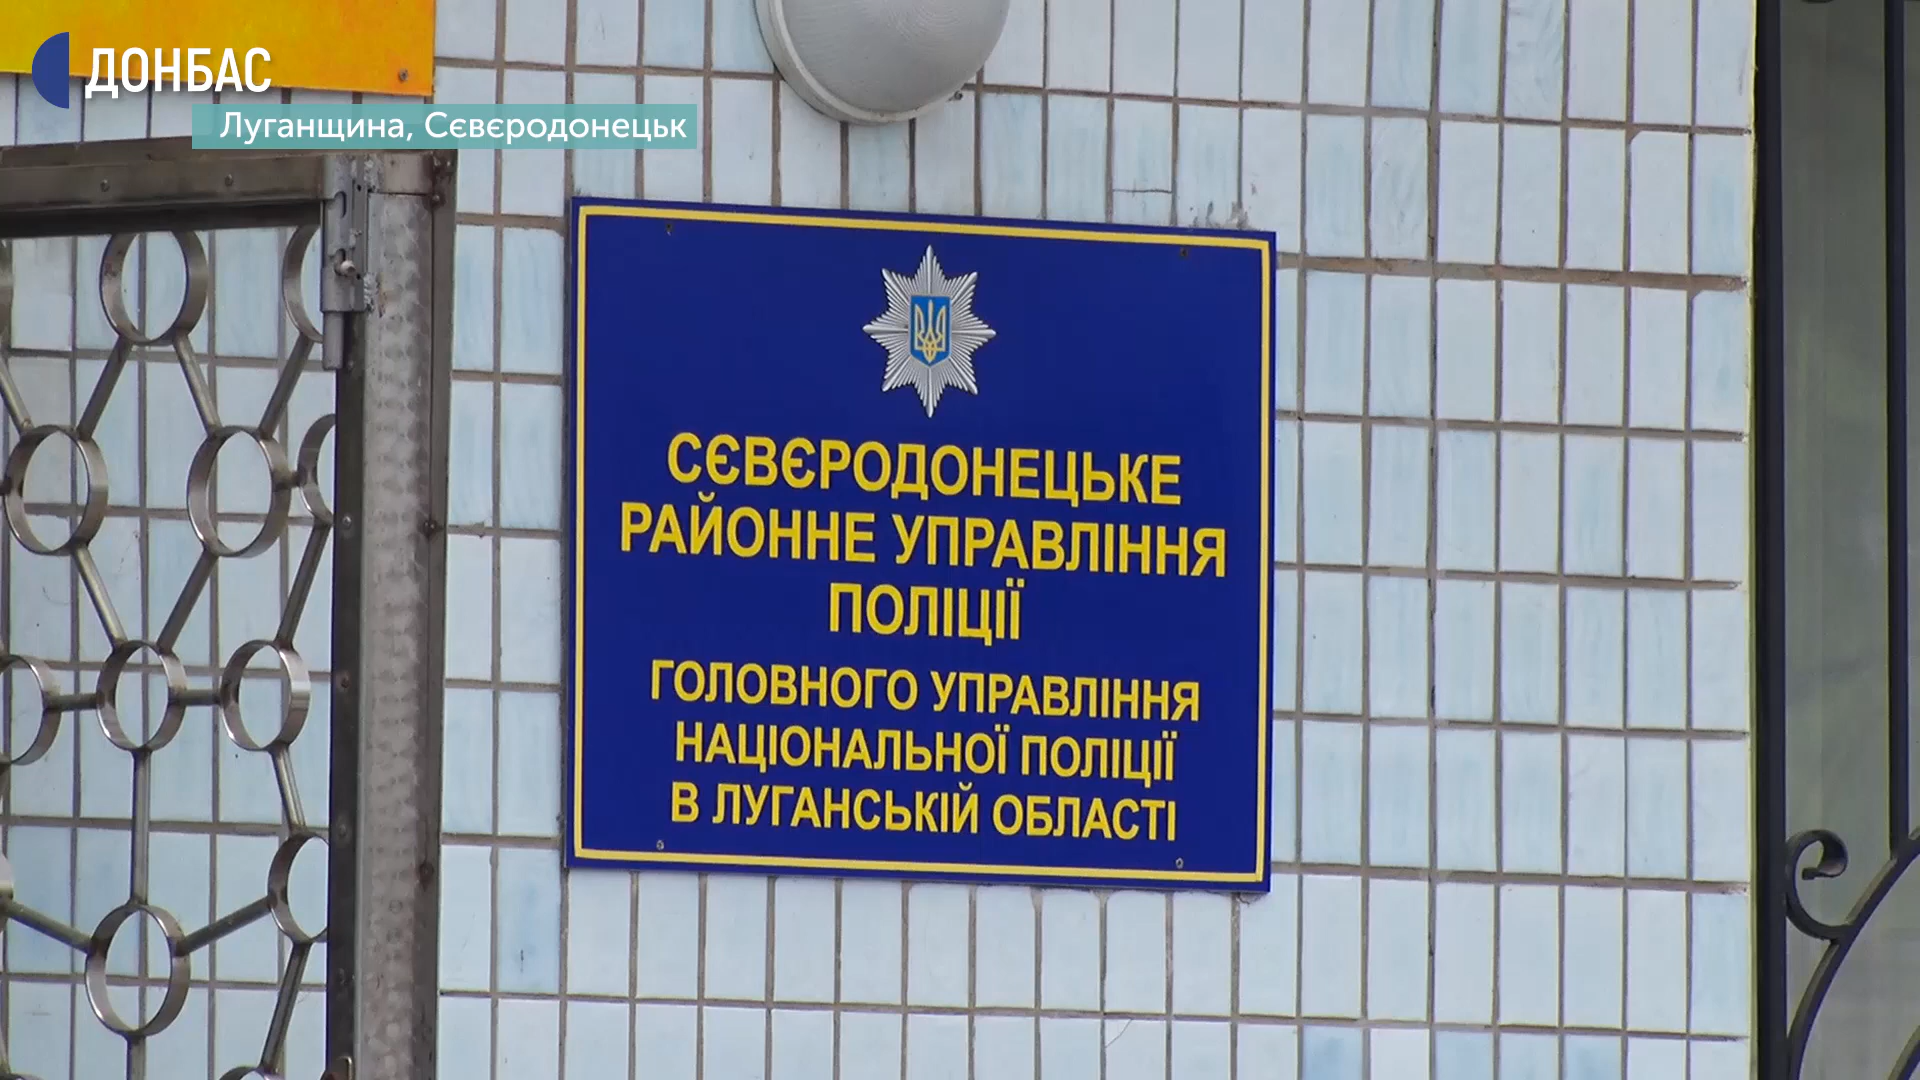 ДОНБАС
Луганщина, Сєвєродонецьк
СЄВЄРОДОНЕЦЬКЕ
РАЙОННЕ УПРАВЛІННЯ
ПОЛІЦІЇ
ГОЛОВНОГО УПРАВЛІННЯ
НАЦІОНАЛЬНОЇ ПОЛІЦІЇ
В ЛУГАНСЬКІЙ ОБЛАСТІ